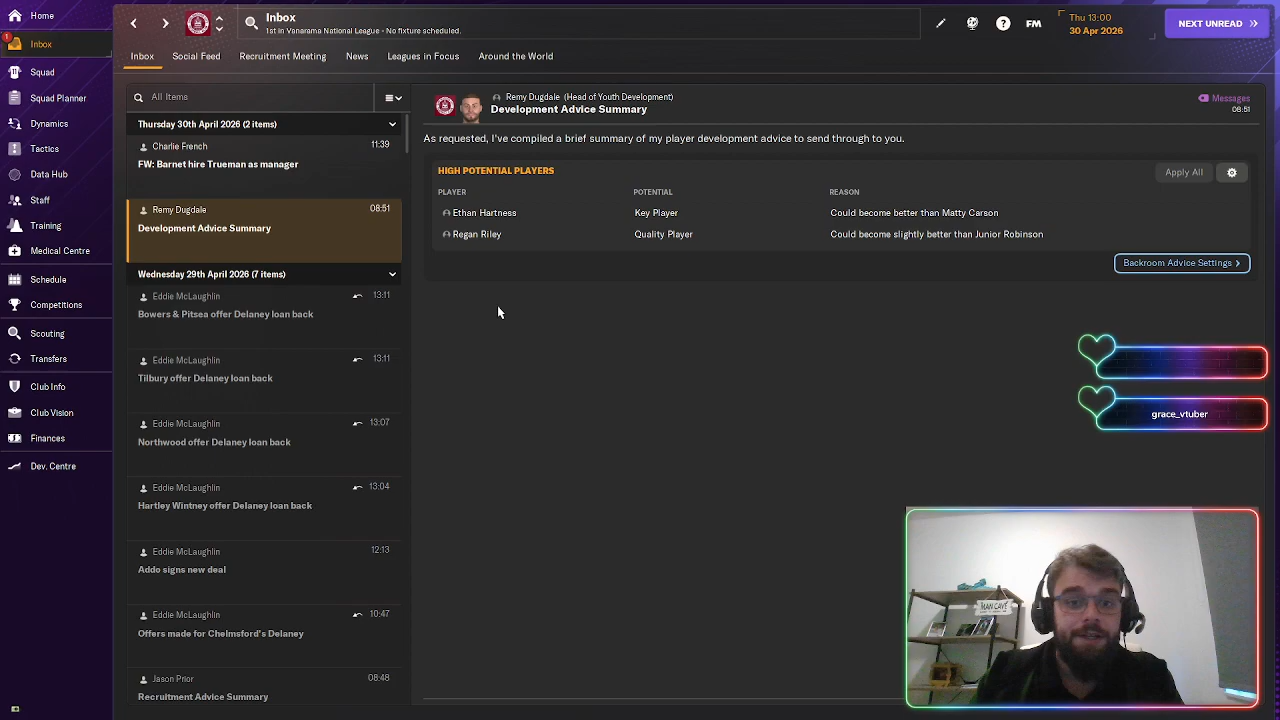 Home
1
Inbox
Squad
Squad Planner
Dynamics
Tactics
Data Hub
Staff
Training
Medical Centre
Schedule
Competitions
Scouting
Transfers
Club Info
Club Vision
Finances
Dev. Centre
Inbox
1st in Vanarama National League - No fixture scheduled.
?
FM
Thu 13:00
30 Apr 2026
NEXT UNREAD
Inbox
Social Feed
Recruitment Meeting
News
Leagues in Focus
Around the World
All Items
Thursday 30th April 2026 (2 items)
Charlie French 11:39
FW: Barnet hire Trueman as manager
Remy Dugdale 08:51
Development Advice Summary
Wednesday 29th April 2026 (7 items)
Eddie McLaughlin 13:11
Bowers & Pitsea offer Delaney loan back
Eddie McLaughlin 13:11
Tilbury offer Delaney loan back
Eddie McLaughlin 13:07
Northwood offer Delaney loan back
Eddie McLaughlin 13:04
Hartley Wintney offer Delaney loan back
Eddie McLaughlin 12:13
Addo signs new deal
Eddie McLaughlin 10:47
Offers made for Chelmsford's Delaney
Jason Prior 08:48
Recruitment Advice Summary
Remy Dugdale (Head of Youth Development)
Development Advice Summary
Messages
08:51
As requested, I've compiled a brief summary of my player development advice to send through to you.
HIGH POTENTIAL PLAYERS
Apply All
PLAYER POTENTIAL REASON
Ethan Hartness Key Player Could become better than Matty Carson
Regan Riley Quality Player Could become slightly better than Junior Robinson
Backroom Advice Settings
grace_vtuber
MAN CAVE